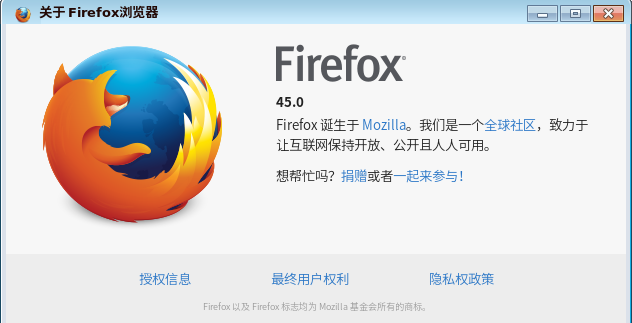 关于 Firefox浏览器
Firefox®
45.0
Firefox 诞生于 Mozilla。我们是一个全球社区，致力于
让互联网保持开放、公开且人人可用。
想帮忙吗？捐赠或者一起来参与！
授权信息 最终用户权利 隐私权政策
Firefox 以及 Firefox 标志均为 Mozilla 基金会所有的商标。